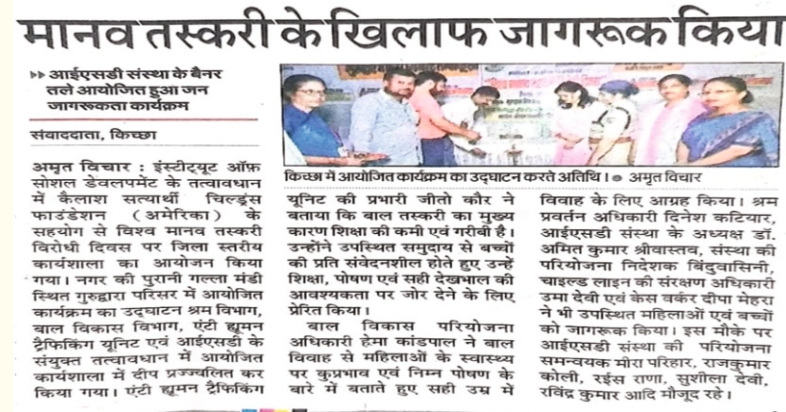 मानव तस्करी के खिलाफ जागरूक किया
›› आईएसडी संस्था के बैनर
तले आयोजित हुआ जन
जागरूकता कार्यक्रम
संवाददाता, किच्छा
अमृत विचार : इंस्टीट्यूट ऑफ़
सोशल डेवलपमेंट के तत्वावधान
में कैलाश सत्यार्थी चिल्ड्रंस
फाउंडेशन (अमेरिका) के
सहयोग से विश्व मानव तस्करी
विरोधी दिवस पर जिला स्तरीय
कार्यशाला का आयोजन किया
गया। नगर की पुरानी गल्ला मंडी
स्थित गुरुद्वारा परिसर में आयोजित
कार्यक्रम का उद्घाटन श्रम विभाग,
बाल विकास विभाग, एंटी ह्यूमन
ट्रैफिकिंग यूनिट एवं आईएसडी के
संयुक्त तत्वावधान में आयोजित
कार्यशाला में दीप प्रज्ज्वलित कर
किया गया। एंटी ह्यूमन ट्रैफिकिंग
किच्छा में आयोजित कार्यक्रम का उद्घाटन करते अतिथि। ● अमृत विचार
यूनिट की प्रभारी जीतो कौर ने
बताया कि बाल तस्करी का मुख्य
कारण शिक्षा की कमी एवं गरीबी है।
उन्होंने उपस्थित समुदाय से बच्चों
की प्रति संवेदनशील होते हुए उन्हें
शिक्षा, पोषण एवं सही देखभाल की
आवश्यकता पर जोर देने के लिए
प्रेरित किया।
बाल विकास परियोजना
अधिकारी हेमा कांडपाल ने बाल
विवाह से महिलाओं के स्वास्थ्य
पर कुप्रभाव एवं निम्न पोषण के
बारे में बताते हुए सही उम्र में
विवाह के लिए आग्रह किया। श्रम
प्रवर्तन अधिकारी दिनेश कटियार,
आईएसडी संस्था के अध्यक्ष डॉ.
अमित कुमार श्रीवास्तव, संस्था की
परियोजना निदेशक बिंदुवासिनी,
चाइल्ड लाइन की संरक्षण अधिकारी
उमा देवी एवं केस वर्कर दीपा मेहरा
ने भी उपस्थित महिलाओं एवं बच्चों
को जागरूक किया। इस मौके पर
आईएसडी संस्था की परियोजना
समन्वयक मीरा परिहार, राजकुमार
कोली, रईस राणा, सुशीला देवी,
रविंद्र कुमार आदि मौजूद रहे।